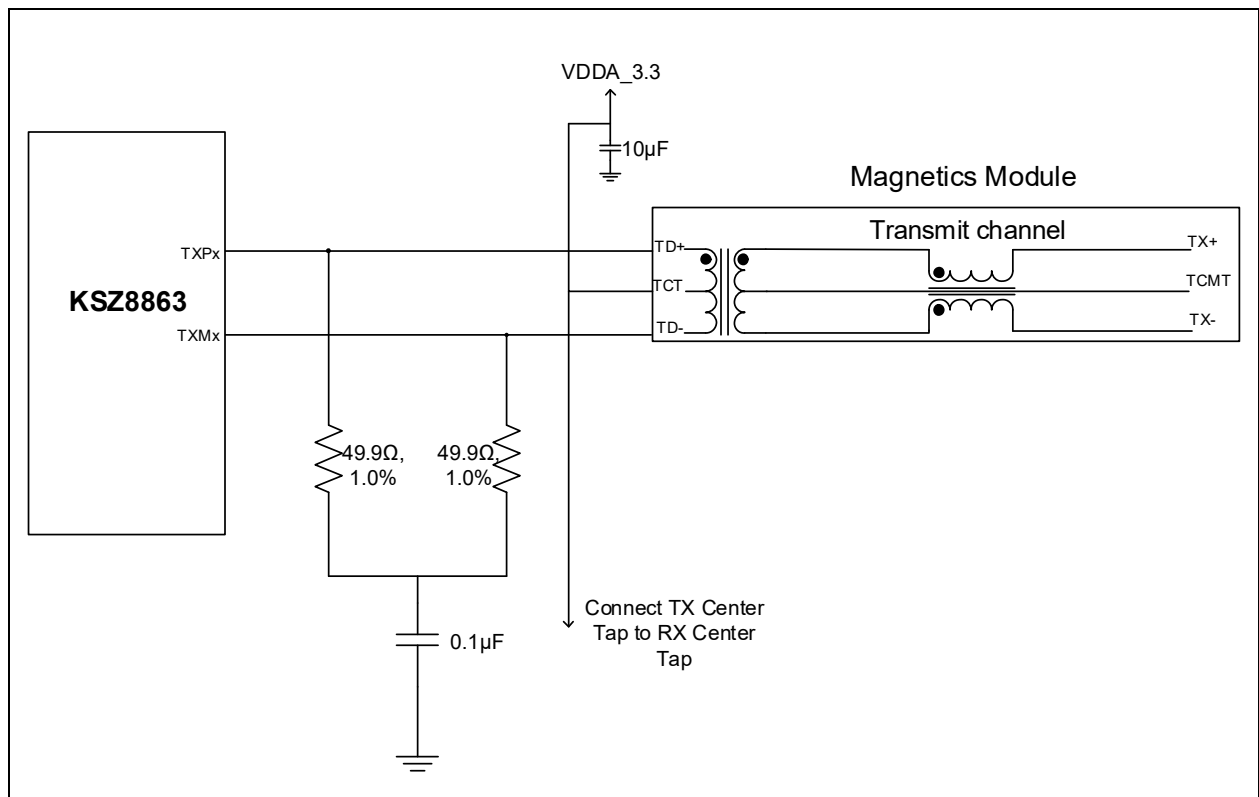 VDDA_3.3
10µF
Magnetics Module
Transmit channel
TXPx
TD+
TX+
KSZ8863
TCT
TCMT
TXMx
TD-
TX-
49.9Ω,
1.0%
49.9Ω,
1.0%
Connect TX Center
Tap to RX Center
Tap
0.1µF